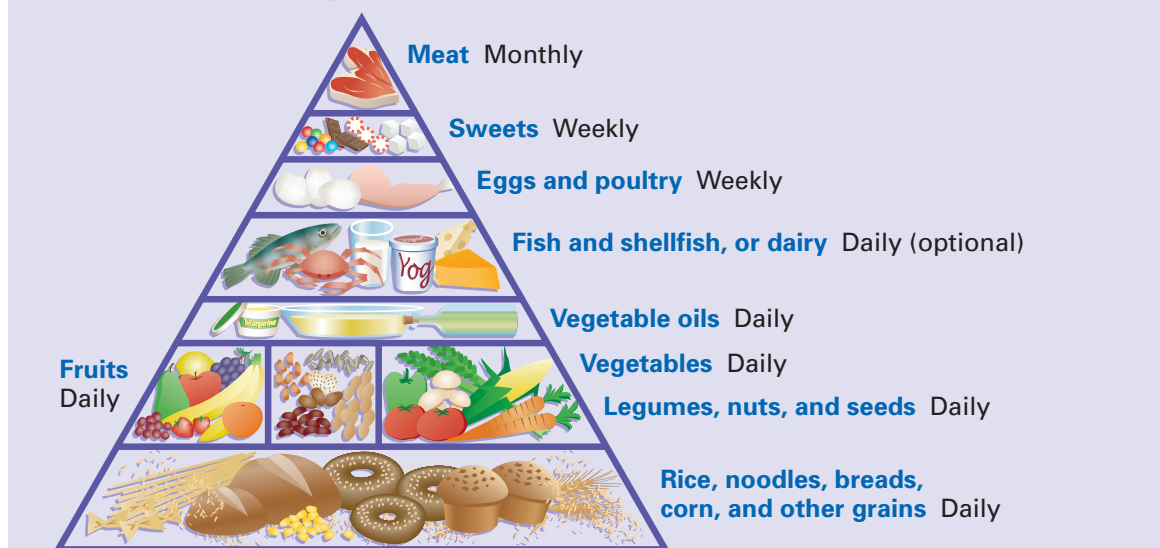 Meat Monthly
Sweets Weekly
Eggs and poultry Weekly
Fish and shellfish, or dairy Daily (optional)
Yog
Vegetable oils Daily
Fruits
Daily
Vegetables Daily
Legumes, nuts, and seeds Daily
Rice, noodles, breads,
corn, and other grains Daily